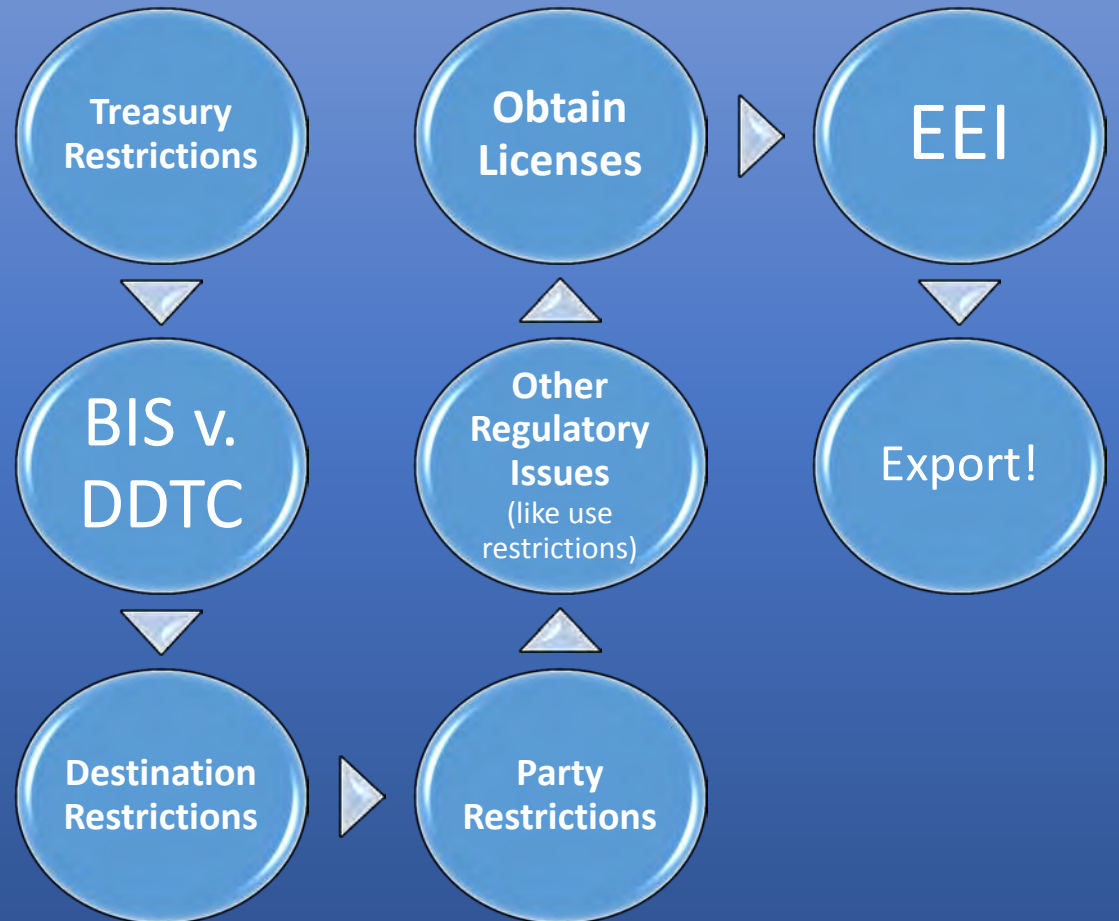 Treasury
Restrictions
BIS v.
DDTC
Destination
Restrictions
Party
Restrictions
Other
Regulatory
Issues
(like use
restrictions)
Obtain
Licenses
EEI
Export!